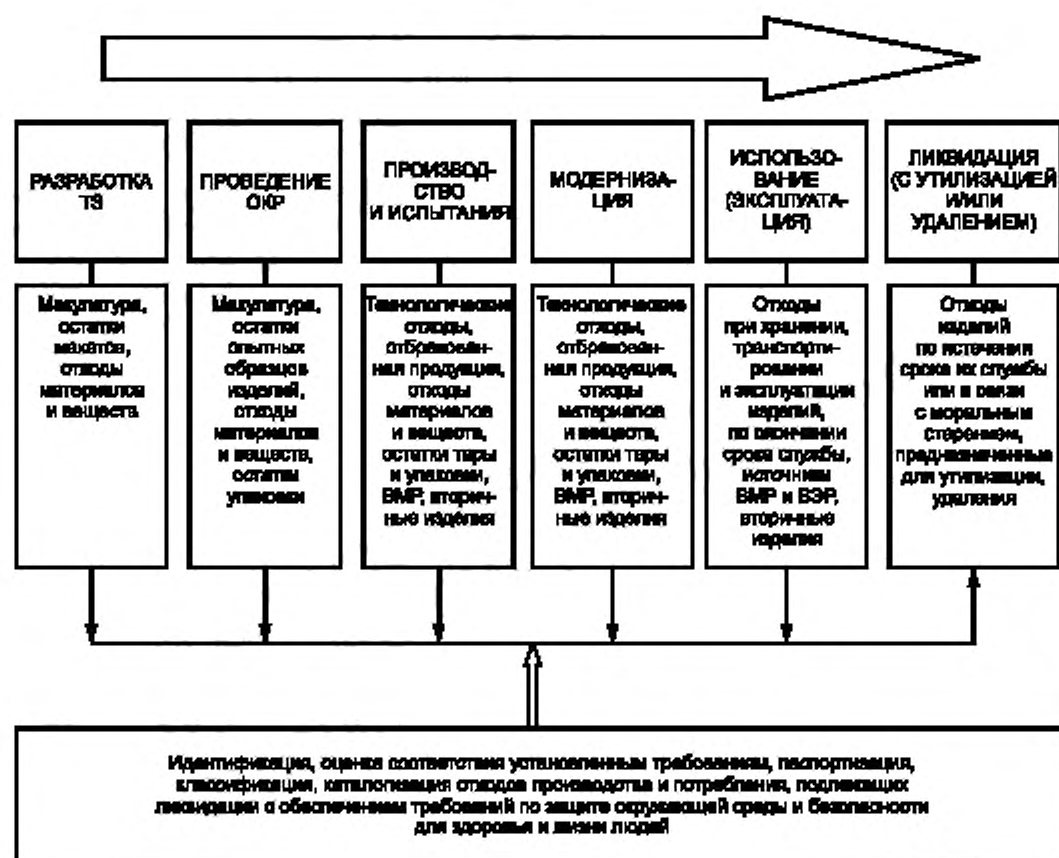 РАЗРАБОТКА
ТЗ
ПРОВЕДЕНИЕ
ОКР
ПРОИЗВОД-
СТВО
И ИСПЫТАНИЯ
МОДЕРНИЗА-
ЦИЯ
ИСПОЛЬЗО-
ВАНИЕ
(ЭКСПЛУАТА-
ЦИЯ)
ЛИКВИДАЦИЯ
(С УТИЛИЗАЦИЕЙ
И/ИЛИ
УДАЛЕНИЕМ)
Макулатура,
остатки
макетов,
отходы
материалов
и веществ
Макулатура,
остатки
опытных
образцов
изделий,
отходы
материалов
и веществ,
остатки
упаковки
Технологические
отходы,
отбракован-
ная продукция,
отходы
материалов
и веществ,
остатки тары
и упаковки,
ВМР, вторич-
ные изделия
Технологические
отходы,
отбракован-
ная продукция,
отходы
материалов
и веществ,
остатки тары
и упаковки,
ВМР, вторич-
ные изделия
Отходы
при хранении,
транспорти-
ровании
и эксплуатации
изделий,
по окончании
срока службы,
источники
ВМР и ВЭР,
вторичные
изделия
Отходы
изделий
по истечении
срока их службы
или в связи
с моральным
старением,
предназначенные
для утилизации,
удаления
Идентификация, оценка соответствия установленным требованиям, паспортизация,
классификация, каталогизация отходов производства и потребления, подлежащих
ликвидации с обеспечением требований по защите окружающей среды и безопасности
для здоровья и жизни людей